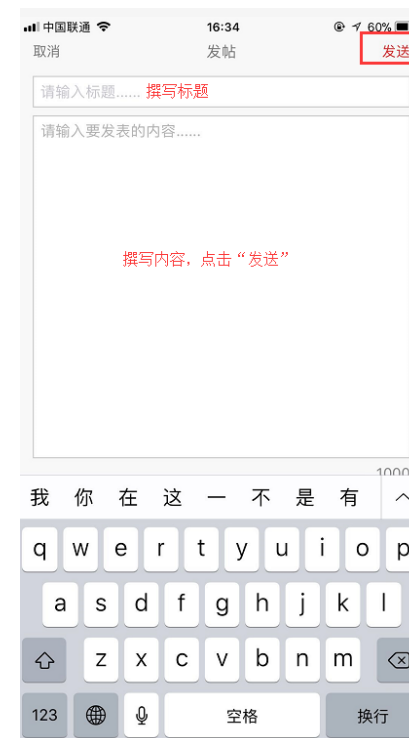 中国联通 16:34 60%
取消 发帖 发送
请输入标题...... 撰写标题
请输入要发表的内容......
撰写内容，点击“发送”
1000
我 你 在 这 一 不 是 有
q w e r t y u i o p
a s d f g h j k l
z x c v b n m
123 空格 换行